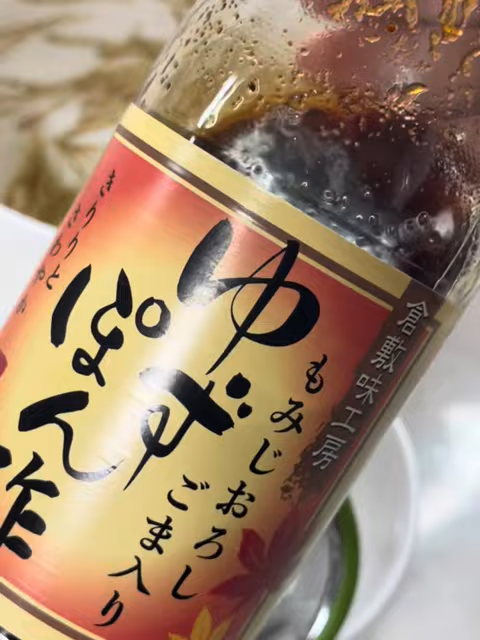 倉敷味工房
もみじおろし
ごま入り
ゆず
ぽん酢
きりりと
さわやか